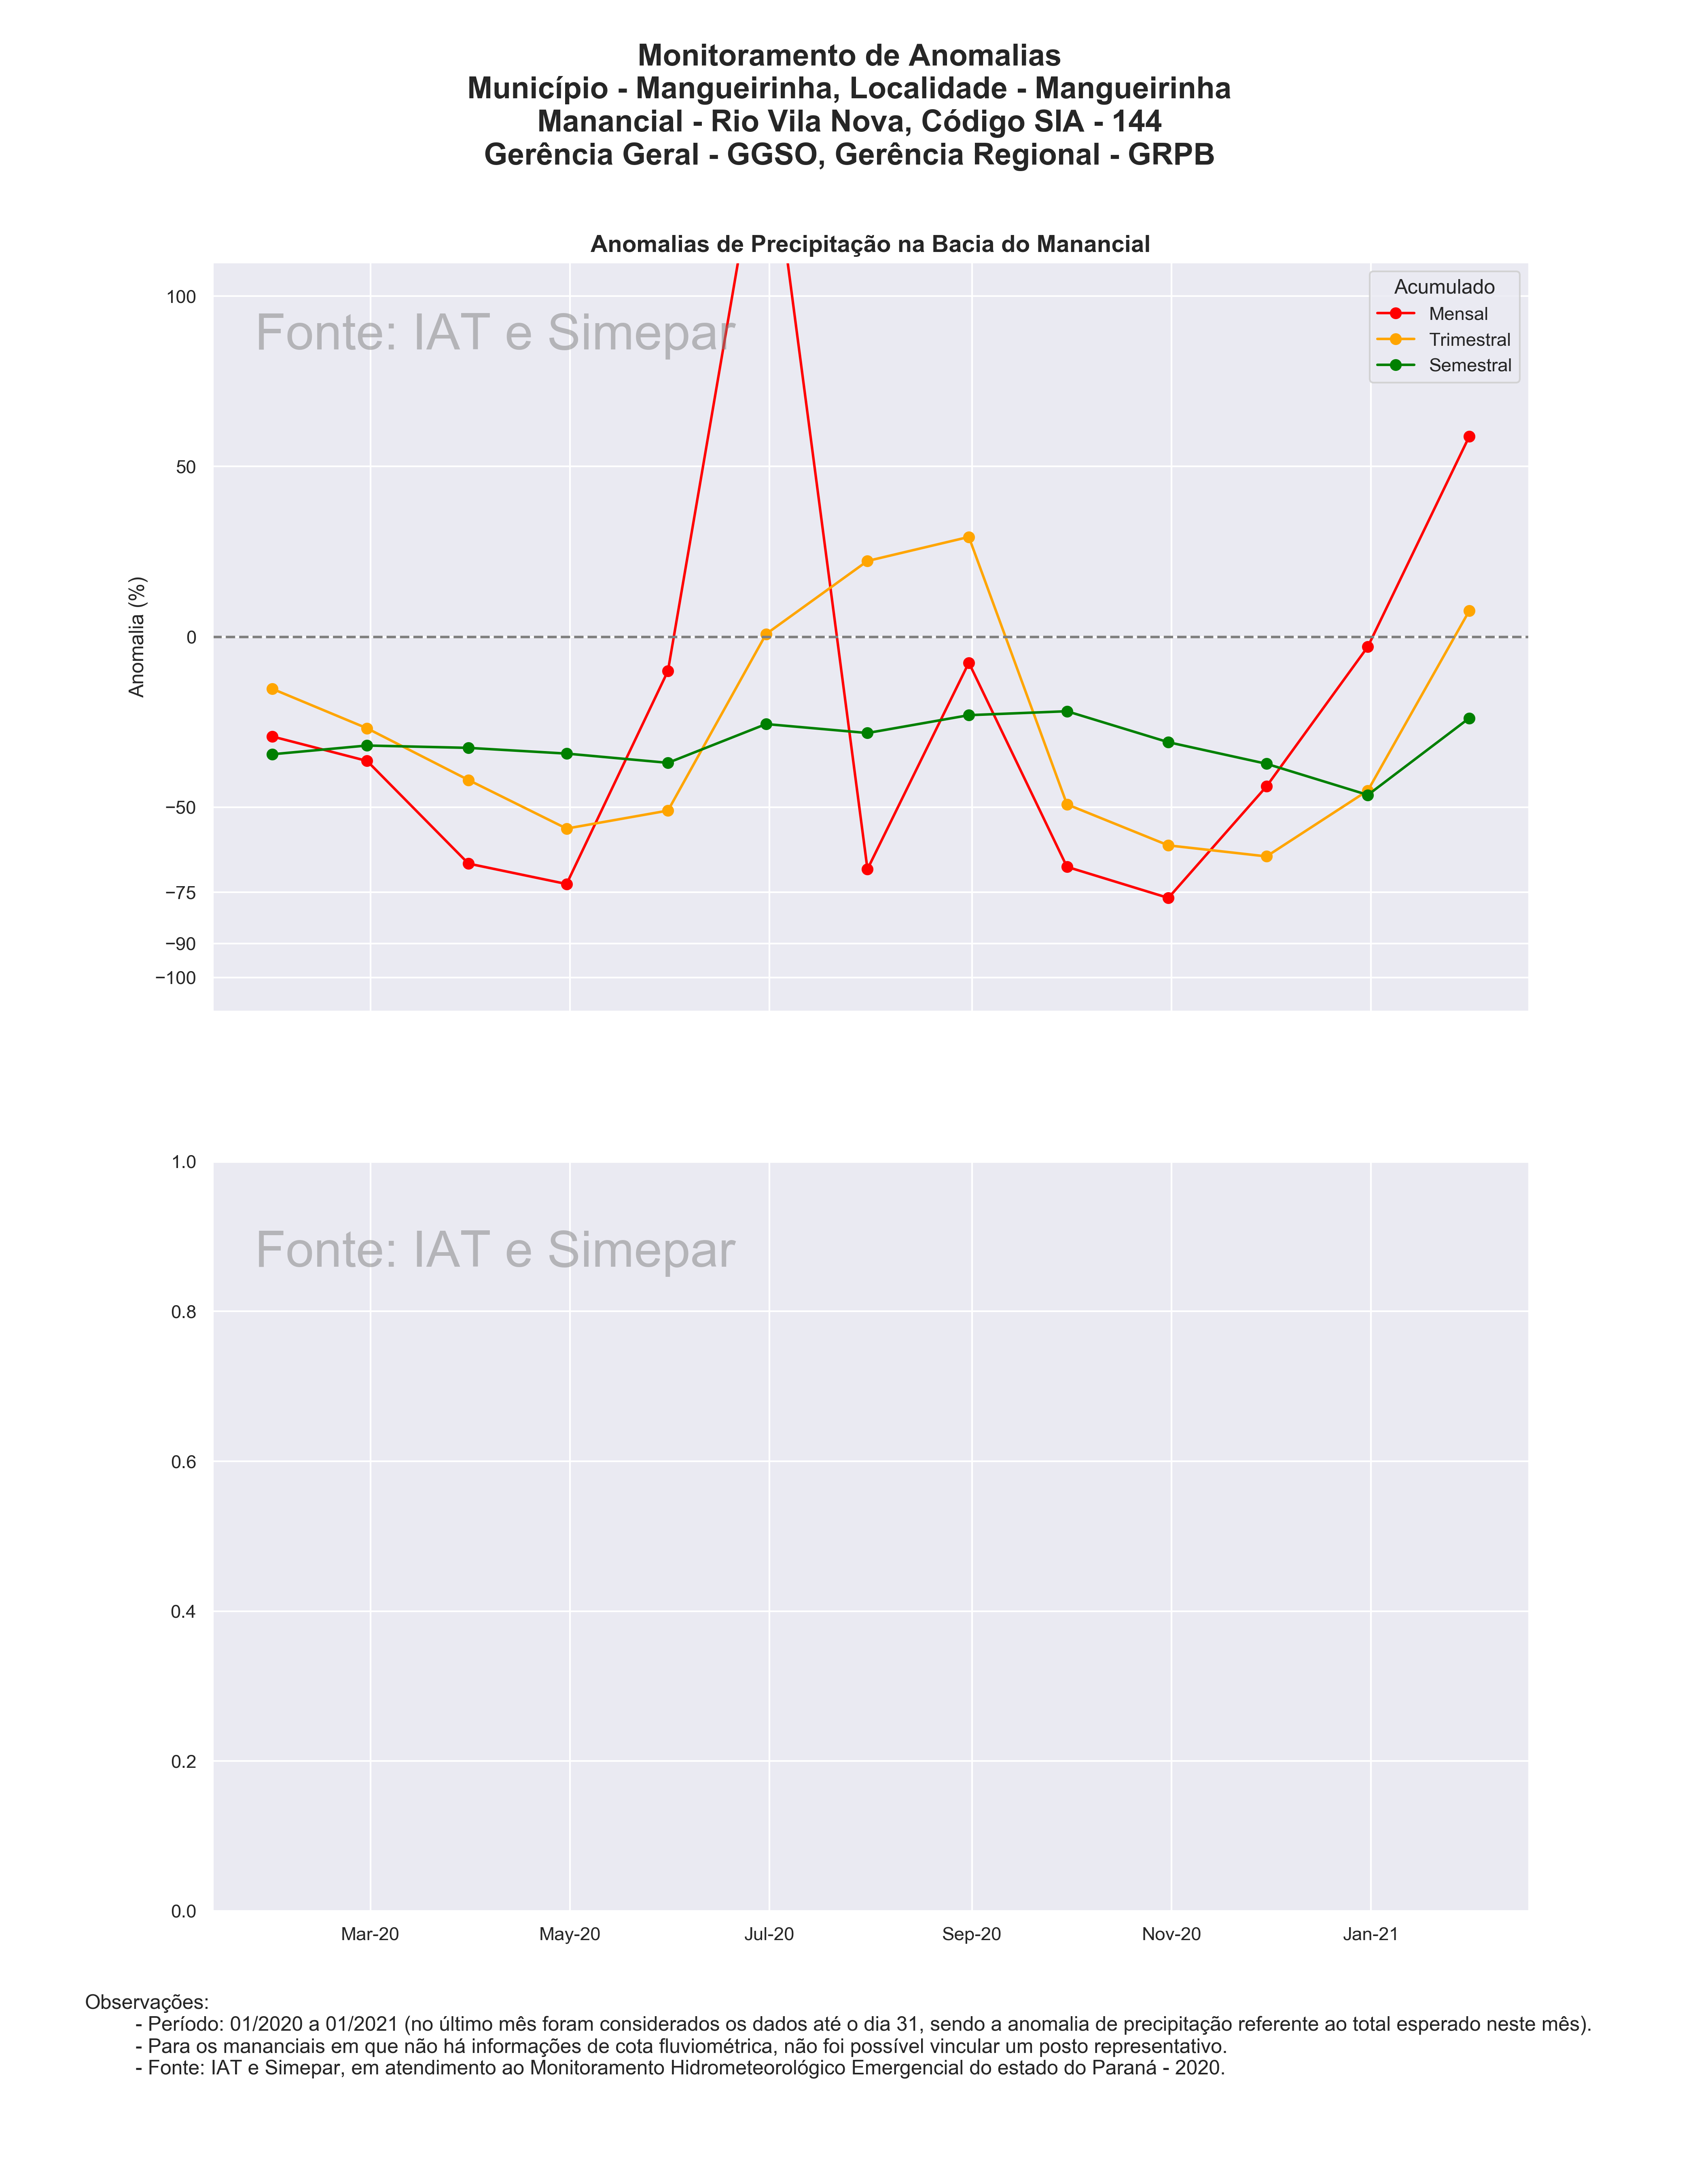 Monitoramento de Anomalias
Município - Mangueirinha, Localidade - Mangueirinha
Manancial - Rio Vila Nova, Código SIA - 144
Gerência Geral - GGSO, Gerência Regional - GRPB
Anomalias de Precipitação na Bacia do Manancial
Fonte: IAT e Simepar
Acumulado
Mensal
Trimestral
Semestral
Anomalia (%)
100
50
0
−50
−75
−90
−100
Fonte: IAT e Simepar
1.0
0.8
0.6
0.4
0.2
0.0
Mar-20 May-20 Jul-20 Sep-20 Nov-20 Jan-21
Observações:
- Período: 01/2020 a 01/2021 (no último mês foram considerados os dados até o dia 31, sendo a anomalia de precipitação referente ao total esperado neste mês).
- Para os mananciais em que não há informações de cota fluviométrica, não foi possível vincular um posto representativo.
- Fonte: IAT e Simepar, em atendimento ao Monitoramento Hidrometeorológico Emergencial do estado do Paraná - 2020.